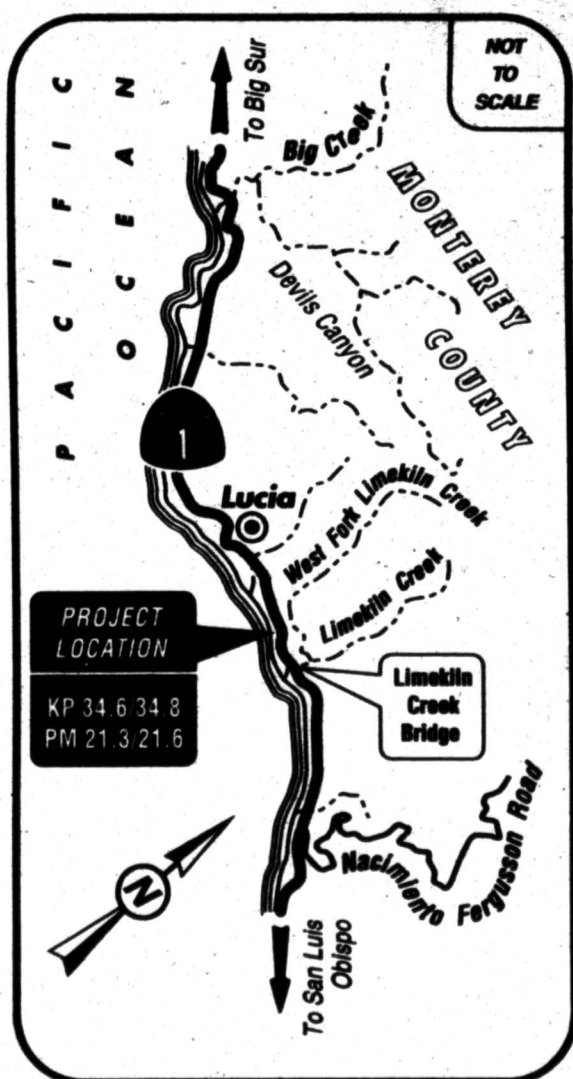 NOT
TO
SCALE
PACIFIC
OCEAN
To Big Sur
Big Creek
MONTEREY
COUNTY
Devils Canyon
1
Lucia
West Fork Limekiln Creek
Limekiln Creek
PROJECT
LOCATION
KP 34.6/34.8
PM 21.3/21.6
Limekiln
Creek
Bridge
N
Nacimiento Fergusson Road
To San Luis
Obispo